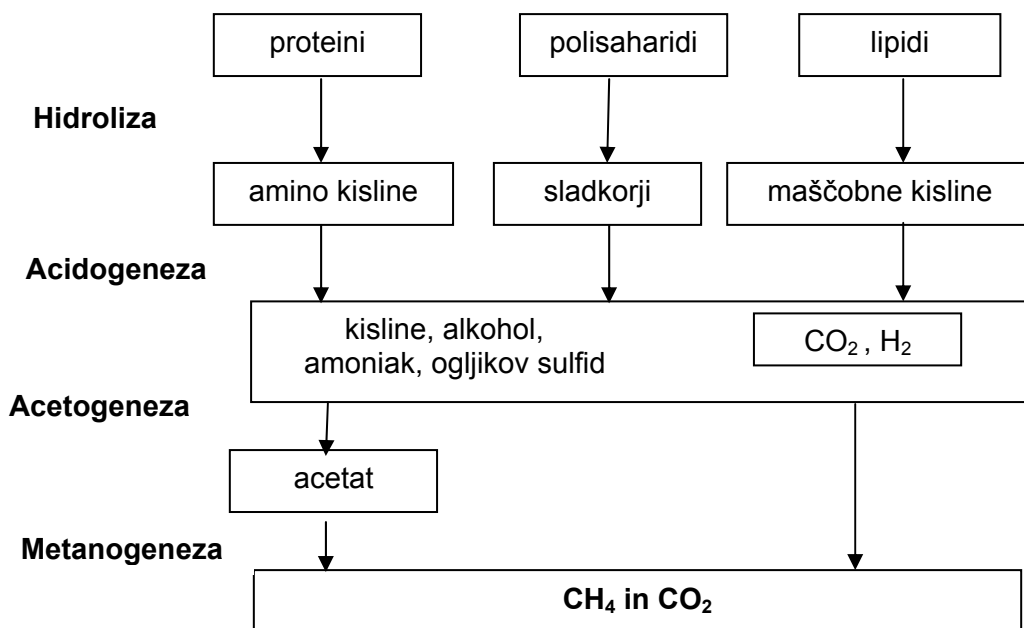 proteini
polisaharidi
lipidi
Hidroliza
amino kisline
sladkorji
maščobne kisline
Acidogeneza
kisline, alkohol,
amoniak, ogljikov sulfid
CO₂ , H₂
Acetogeneza
acetat
Metanogeneza
CH₄ in CO₂